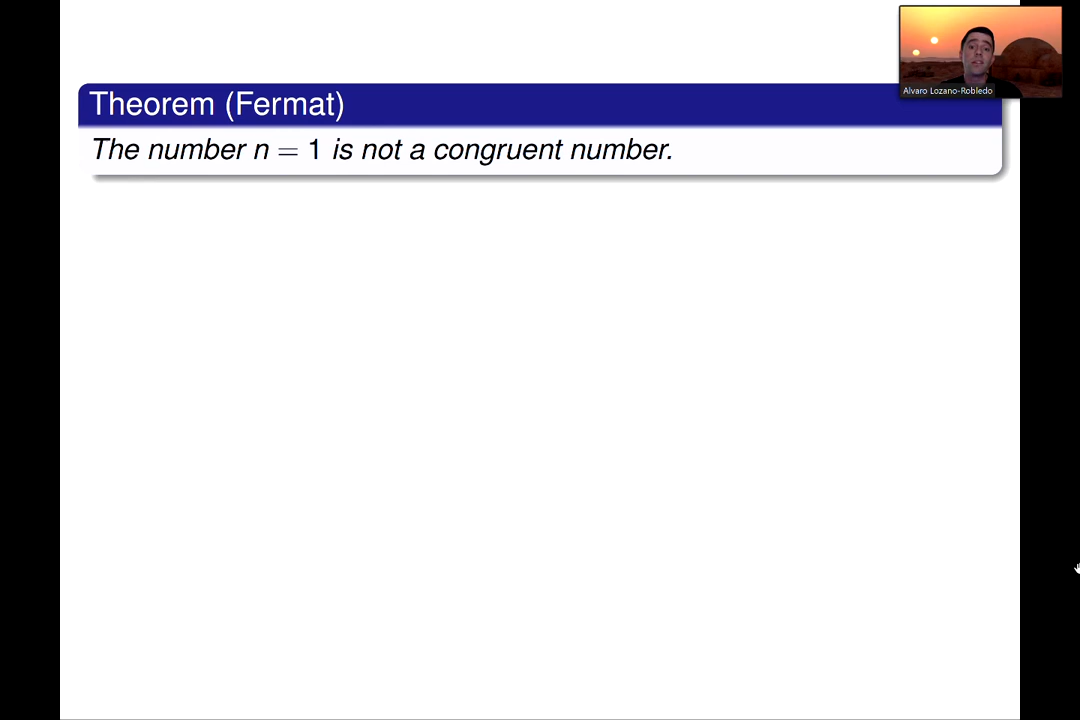 Theorem (Fermat)
The number n = 1 is not a congruent number.
Alvaro Lozano-Robledo